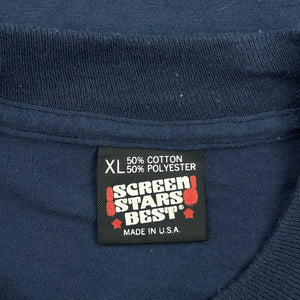 XL 50% COTTON
50% POLYESTER
SCREEN
STARS
BEST®
MADE IN U.S.A.